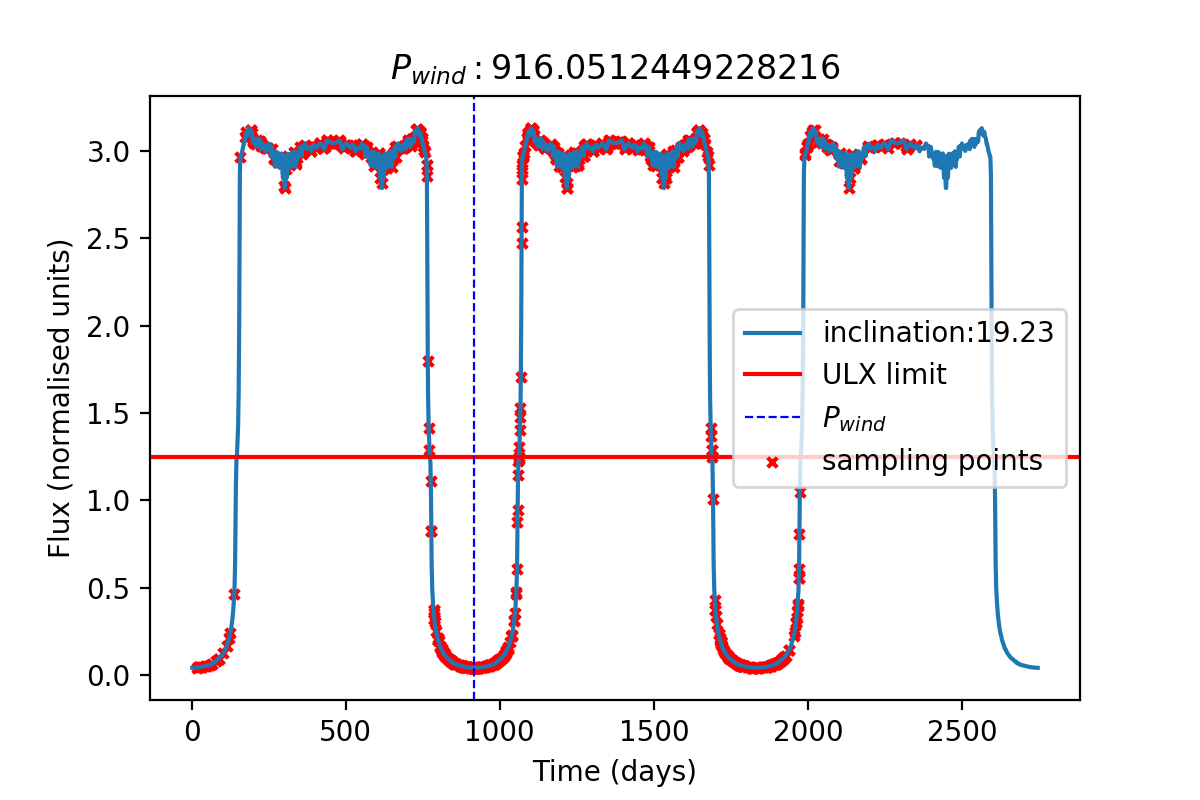 P_wind : 916.0512449228216
3.0
2.5
2.0
1.5
1.0
0.5
0.0
Flux (normalised units)
inclination:19.23
ULX limit
P_wind
sampling points
0 500 1000 1500 2000 2500
Time (days)